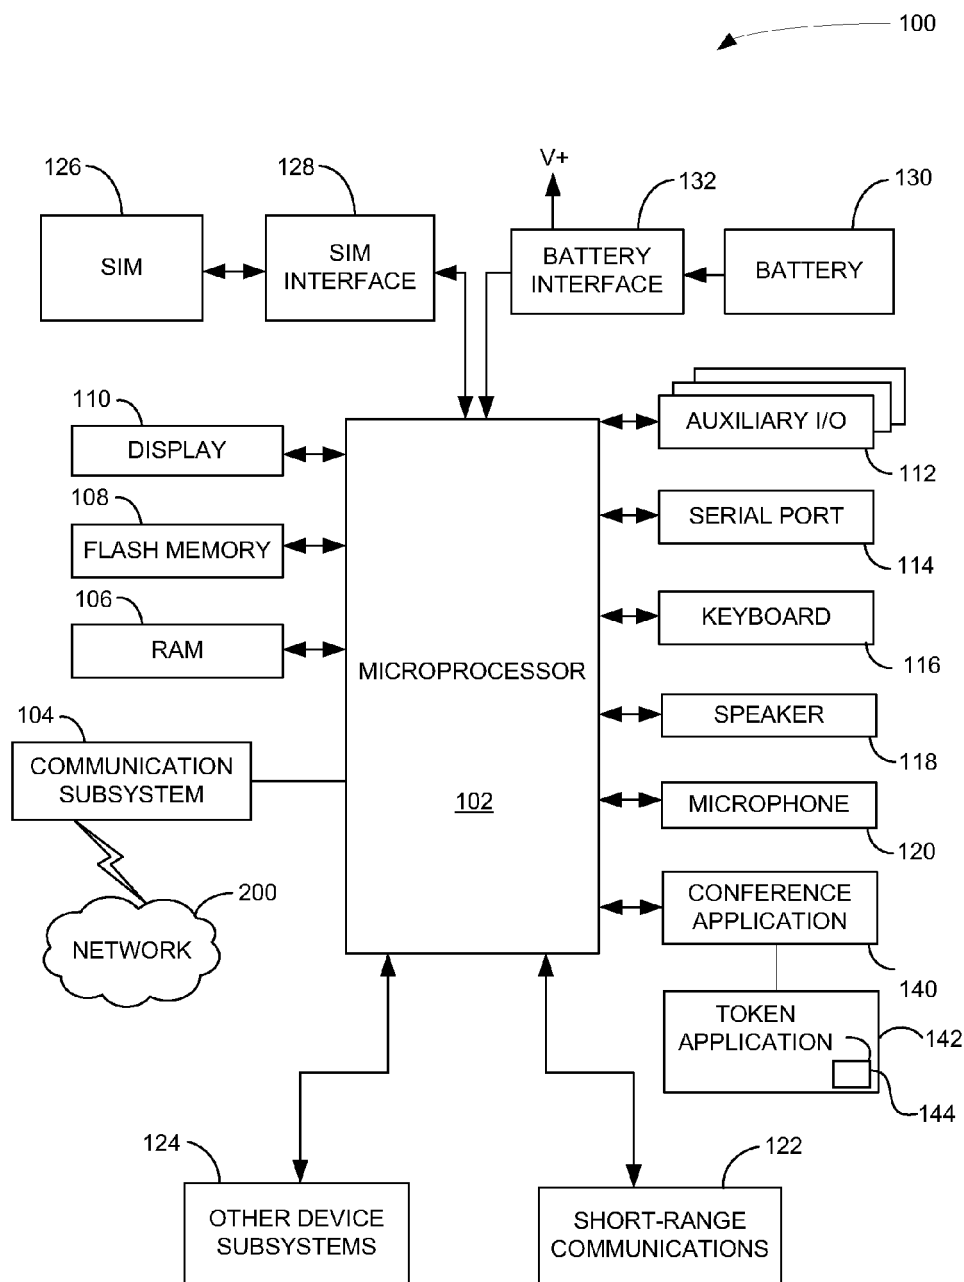 100
126
128
V+
132
130
SIM
SIM
INTERFACE
BATTERY
INTERFACE
BATTERY
110
DISPLAY
AUXILIARY I/O
112
108
FLASH MEMORY
SERIAL PORT
114
106
RAM
KEYBOARD
116
MICROPROCESSOR
102
104
COMMUNICATION
SUBSYSTEM
SPEAKER
118
MICROPHONE
120
200
NETWORK
CONFERENCE
APPLICATION
140
TOKEN
APPLICATION
142
144
124
OTHER DEVICE
SUBSYSTEMS
122
SHORT-RANGE
COMMUNICATIONS